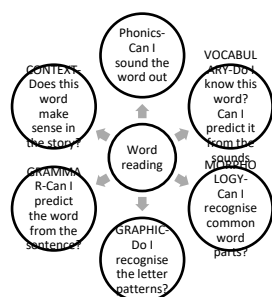 Phonics-
Can I
sound the
word out
VOCABUL
ARY-Do I
know this
word?
Can I
predict it
from the
sounds
MORPHO
LOGY-
Can I
recognise
common
word
parts?
GRAPHIC-
Do I
recognise
the letter
patterns?
GRAMMA
R-Can I
predict
the word
from the
sentence?
CONTEXT-
Does this
word
make
sense in
the story?
Word
reading